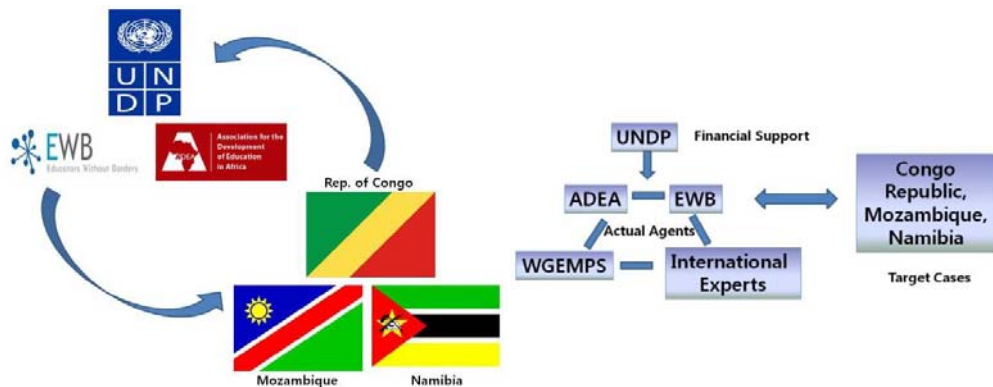 U N
D P
EWB
Educators Without Borders
ADEA
Association for the
Development
of Education
in Africa
Rep. of Congo
Mozambique
Namibia
UNDP
Financial Support
ADEA
EWB
Actual Agents
WGEMPS
International
Experts
Congo
Republic,
Mozambique,
Namibia
Target Cases